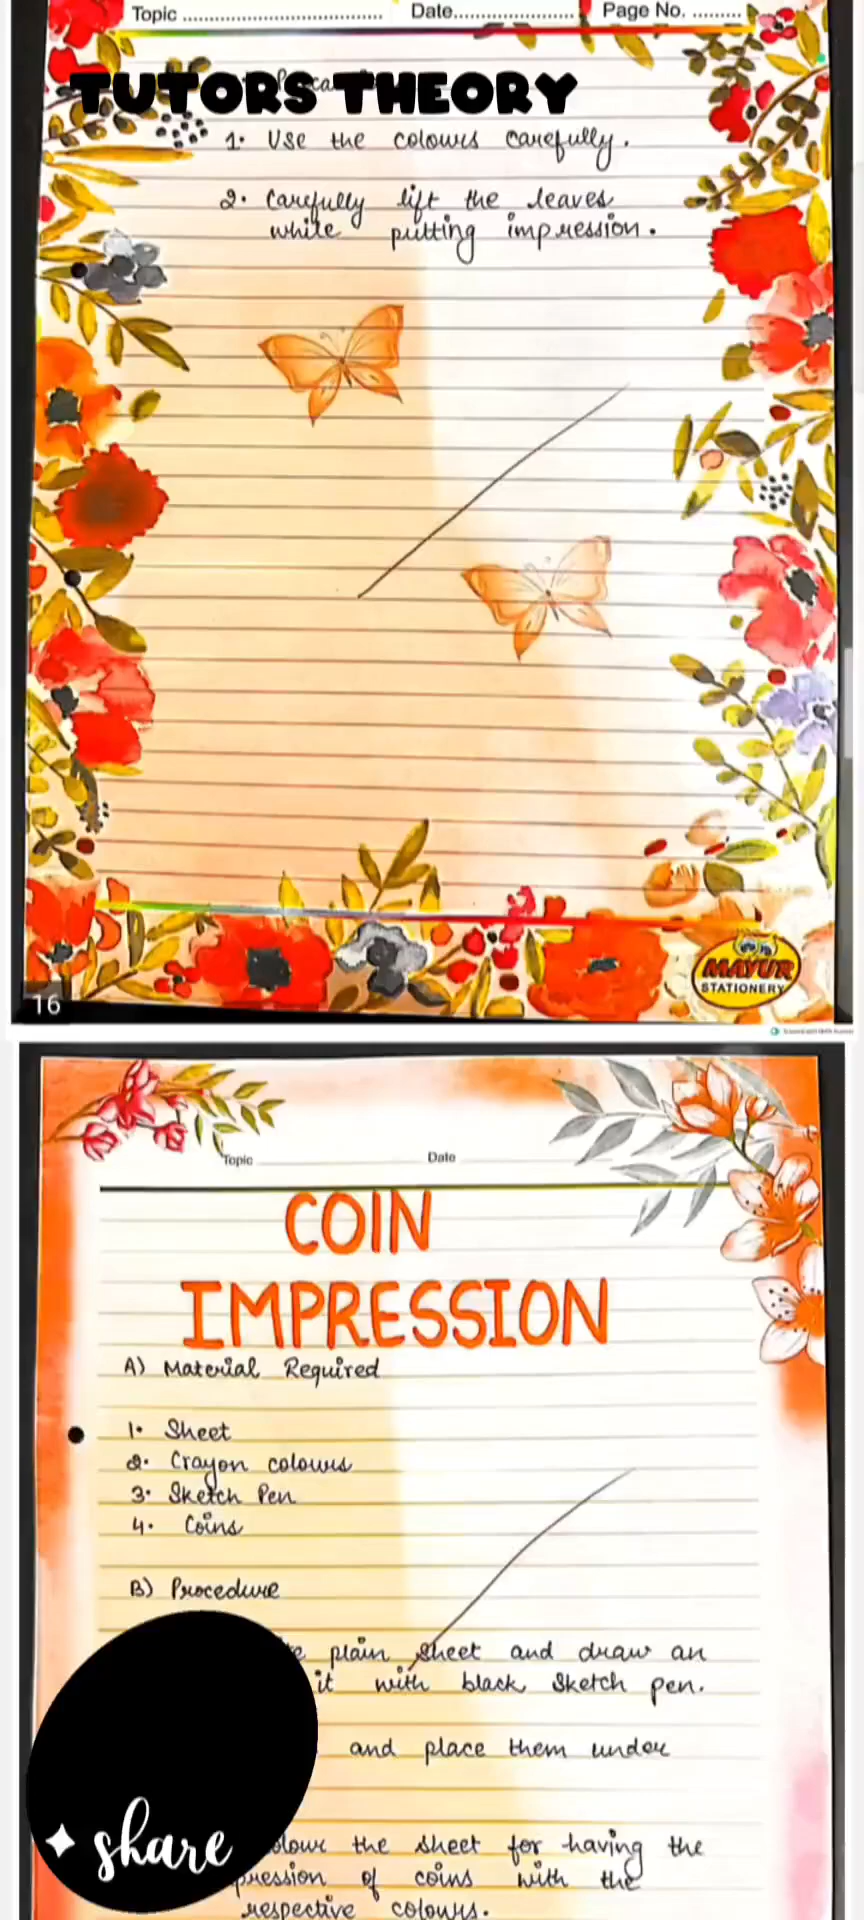 Topic .................................... Date...................... Page No. .........
TUTORS THEORY
1. Use the colours carefully.
2. Carefully lift the leaves
while putting impression.
MAYUR
STATIONERY
16
Topic Date
COIN
IMPRESSION
A) Material Required
1. Sheet
2. Crayon colours
3. Sketch Pen
4. Coins
B) Procedure
plain sheet and draw an
it with black sketch pen.
and place them under
the sheet for having the
of coins with the
respective colours.
share